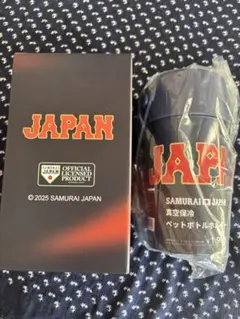 JAPAN
JAPAN
OFFICIAL
LICENSED
PRODUCT
© 2025 SAMURAI JAPAN
JAPA
SAMURAI JAPAN
真空保冷
ペットボトルホルダー